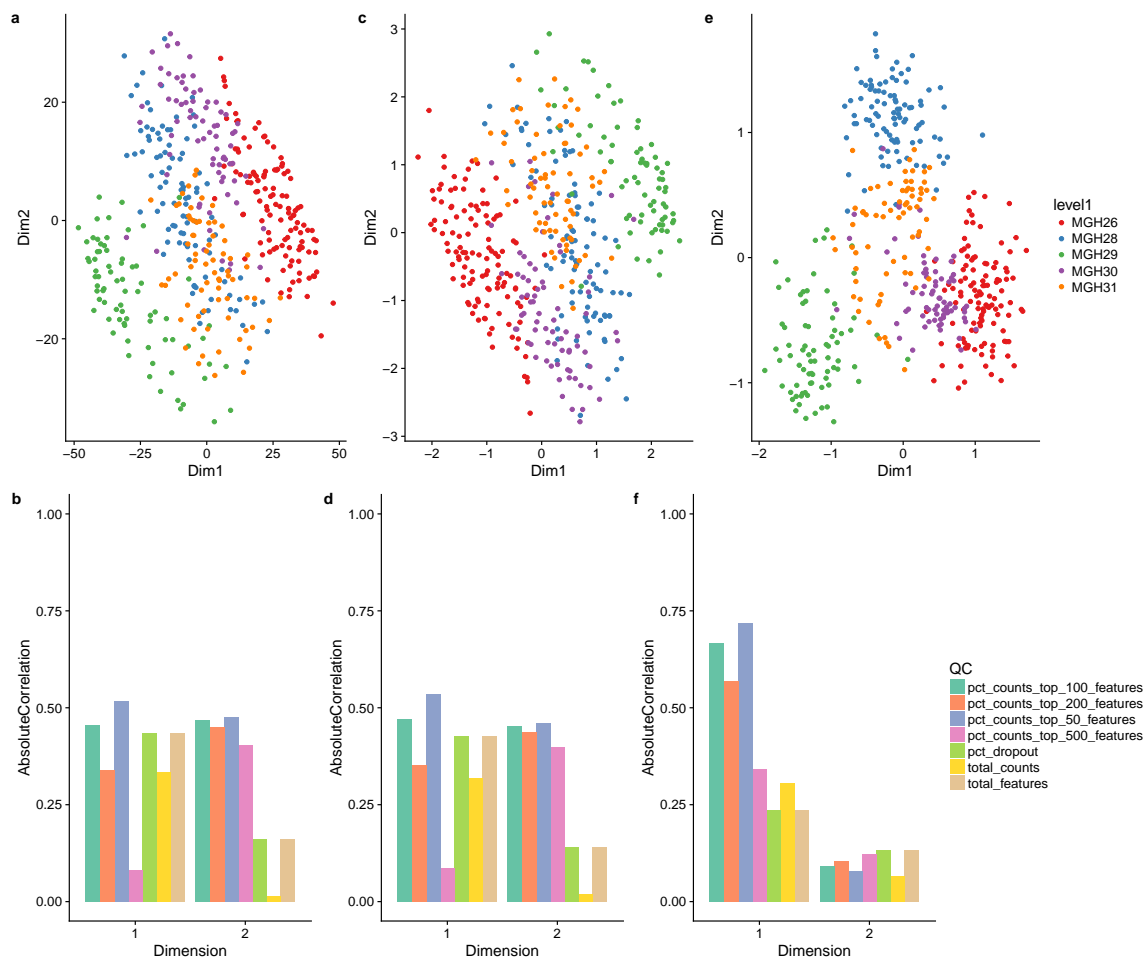 a
20
0
−20
Dim2
−50
−25
0
25
50
Dim1
c
3
2
1
0
−1
−2
−3
Dim2
−2
−1
0
1
2
Dim1
e
1
0
−1
Dim2
−2
−1
0
1
Dim1
level1
MGH26
MGH28
MGH29
MGH30
MGH31
b
1.00
0.75
0.50
0.25
0.00
AbsoluteCorrelation
1
2
Dimension
d
1.00
0.75
0.50
0.25
0.00
AbsoluteCorrelation
1
2
Dimension
f
1.00
0.75
0.50
0.25
0.00
AbsoluteCorrelation
1
2
Dimension
QC
pct_counts_top_100_features
pct_counts_top_200_features
pct_counts_top_50_features
pct_counts_top_500_features
pct_dropout
total_counts
total_features